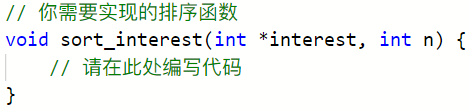 // 你需要实现的排序函数
void sort_interest(int *interest, int n) {
    // 请在此处编写代码
}